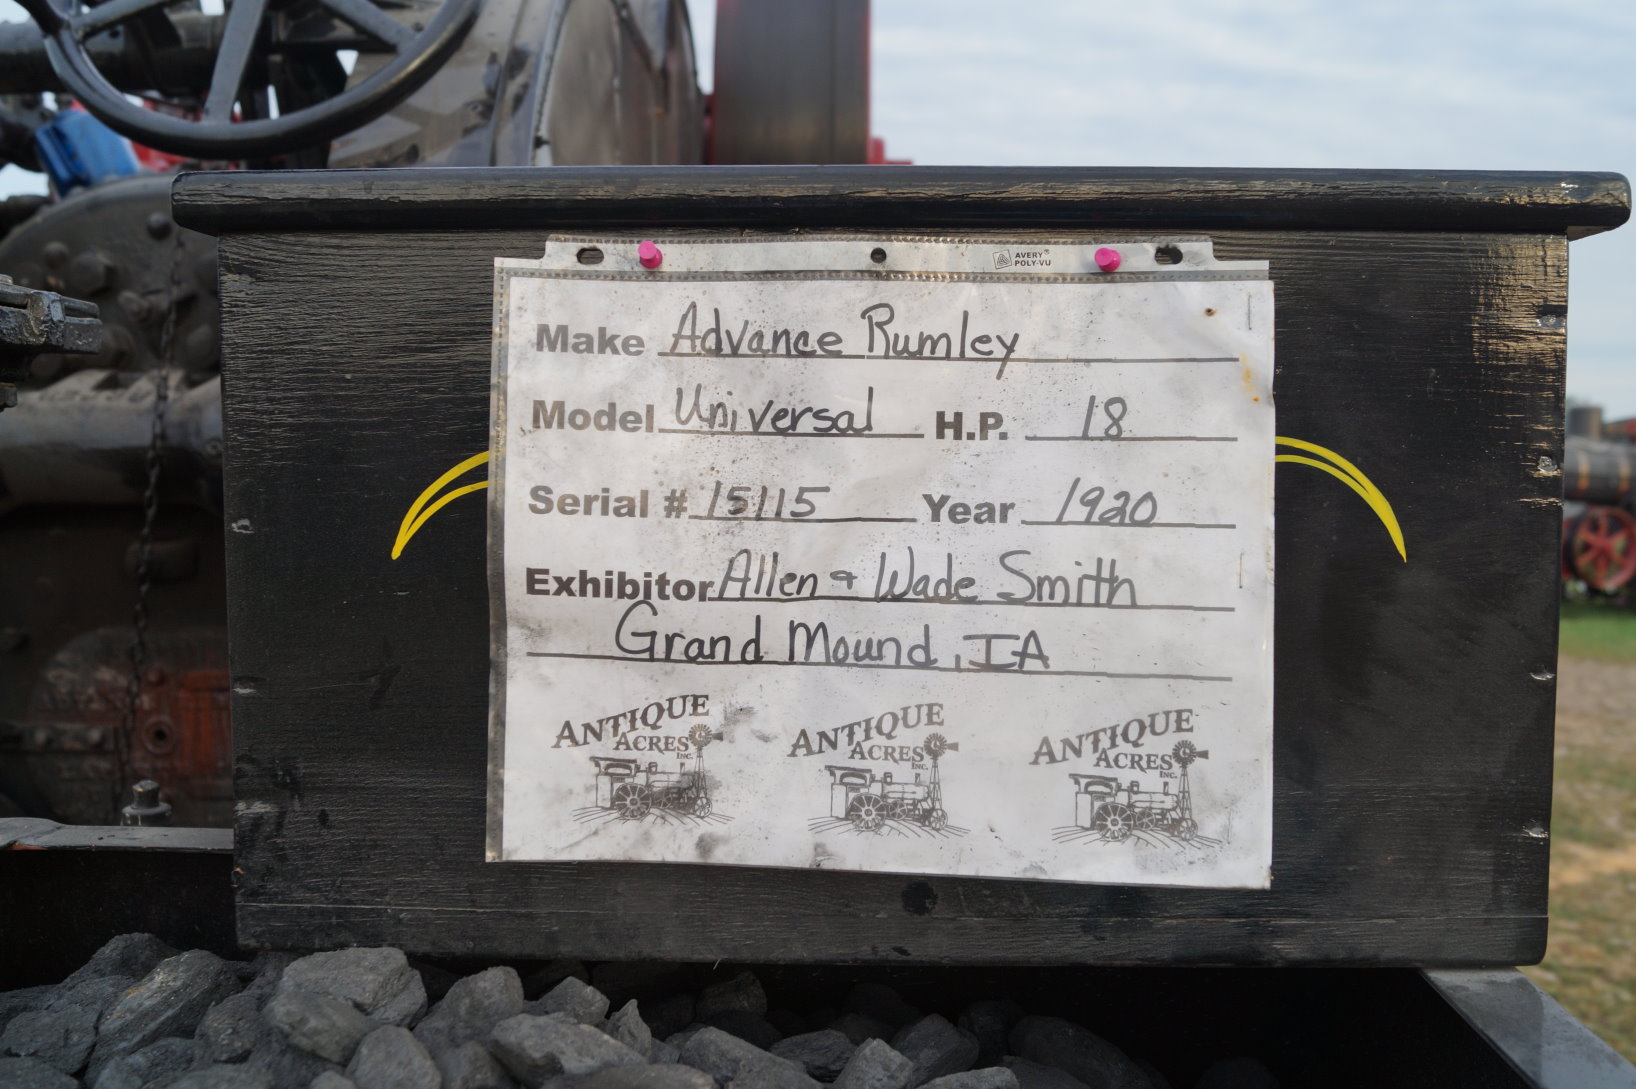 AVERY®
POLY-VU
Make Advance Rumley
Model Universal H.P. 18
Serial # 15115 Year 1920
Exhibitor Allen & Wade Smith
Grand Mound, IA
ANTIQUE
ACRES
INC.
ANTIQUE
ACRES
INC.
ANTIQUE
ACRES
INC.